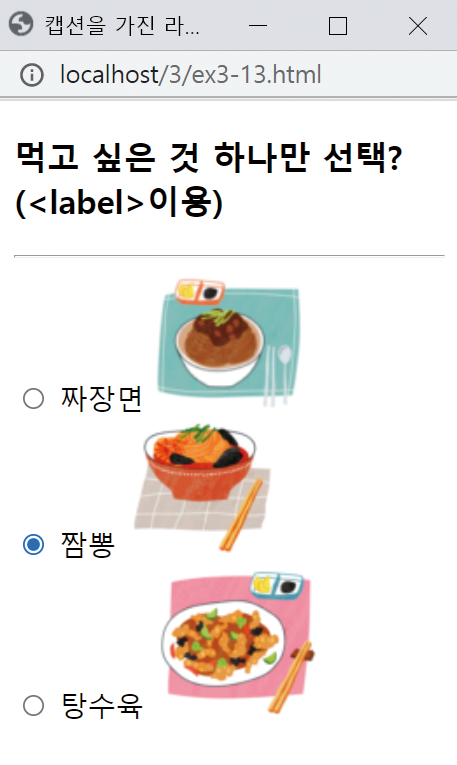 캡션을 가진 라...
localhost/3/ex3-13.html
먹고 싶은 것 하나만 선택?
(<label>이용)
짜장면
짬뽕
탕수육